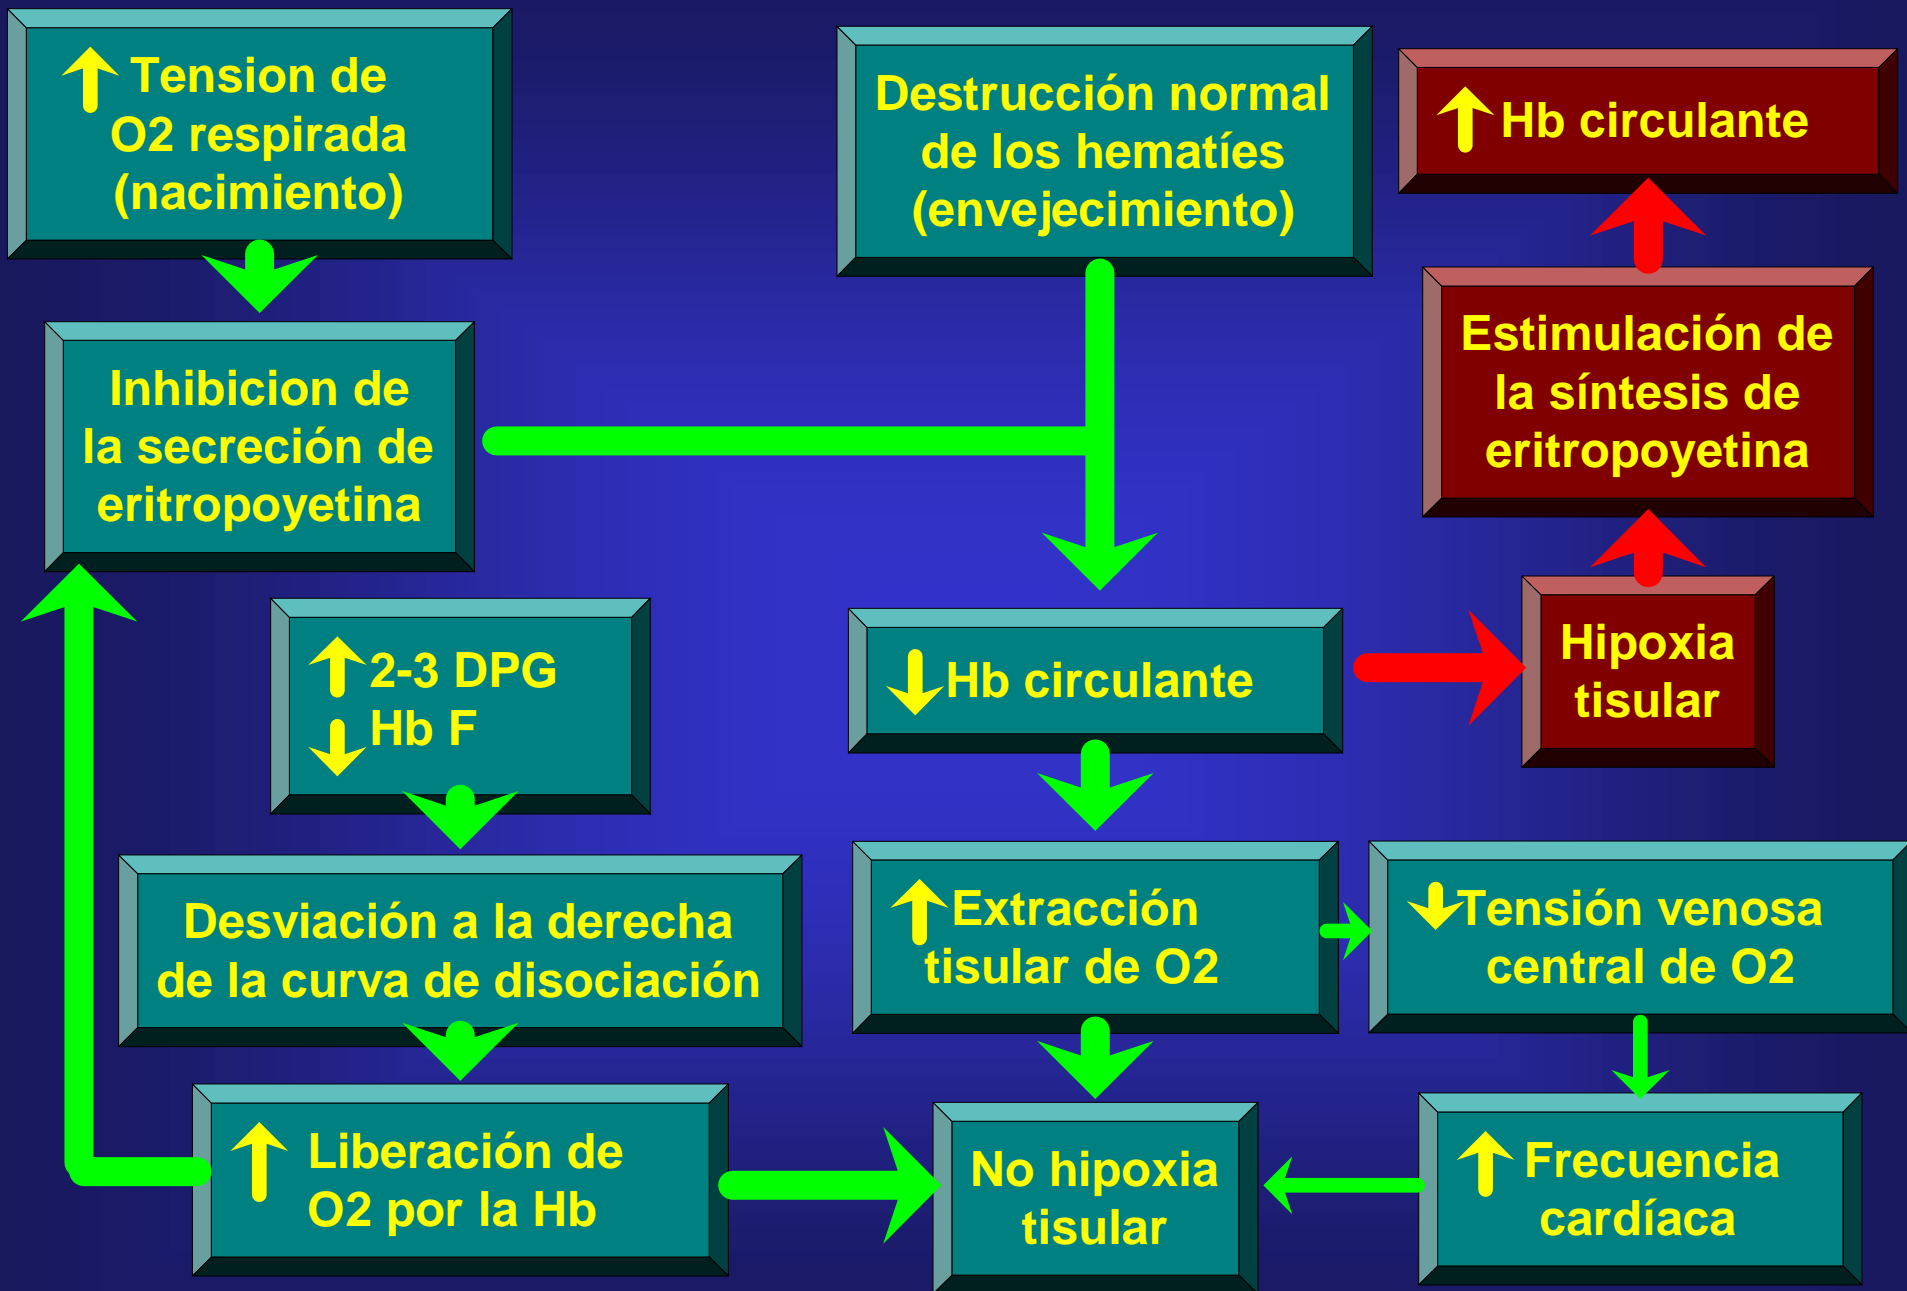 Tension de
O2 respirada
(nacimiento)
Destrucción normal
de los hematíes
(envejecimiento)
Hb circulante
Inhibicion de
la secreción de
eritropoyetina
Estimulación de
la síntesis de
eritropoyetina
2-3 DPG
Hb F
Hb circulante
Hipoxia
tisular
Desviación a la derecha
de la curva de disociación
Extracción
tisular de O2
Tensión venosa
central de O2
Liberación de
O2 por la Hb
No hipoxia
tisular
Frecuencia
cardíaca